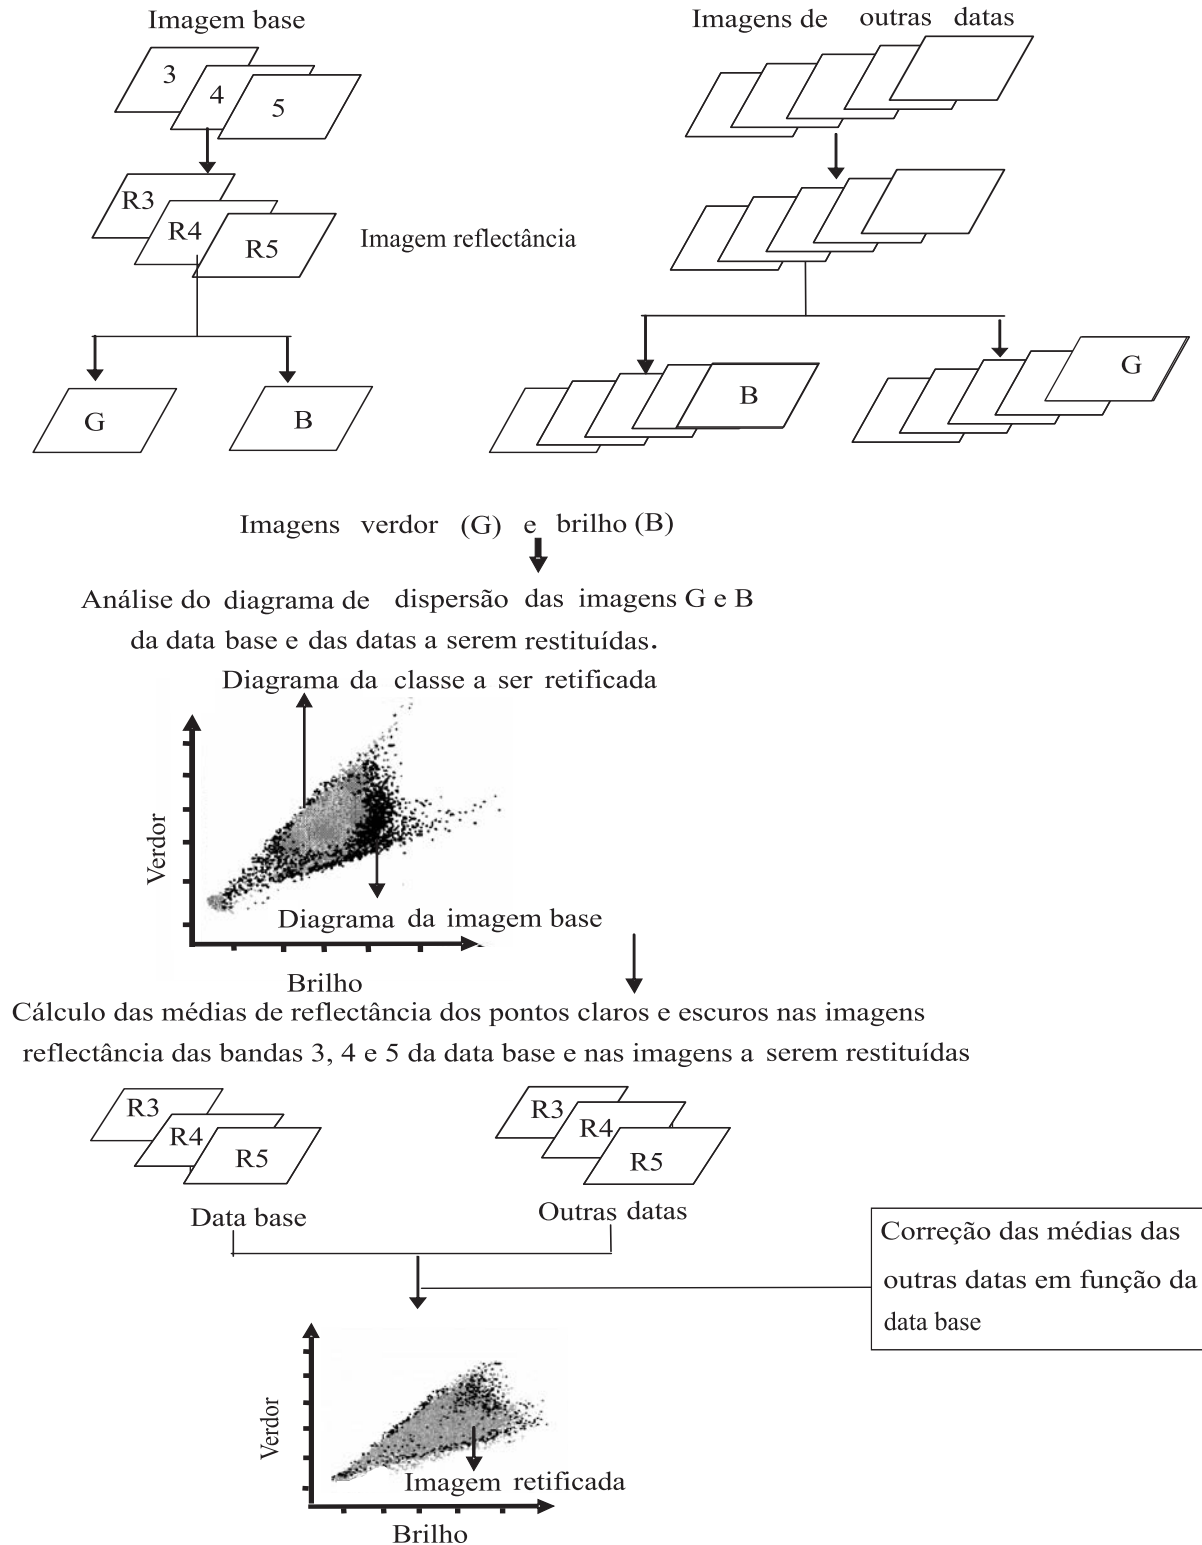 Imagem base
Imagens de outras datas
3
4
5
R3
R4
R5
Imagem reflectância
G
B
B
G
Imagens verdor (G) e brilho (B)
Análise do diagrama de dispersão das imagens G e B
da data base e das datas a serem restituídas.
Diagrama da classe a ser retificada
Verdor
Diagrama da imagem base
Brilho
Cálculo das médias de reflectância dos pontos claros e escuros nas imagens
reflectância das bandas 3, 4 e 5 da data base e nas imagens a serem restituídas
R3
R4
R5
R3
R4
R5
Data base
Outras datas
Correção das médias das
outras datas em função da
data base
Verdor
Imagem retificada
Brilho